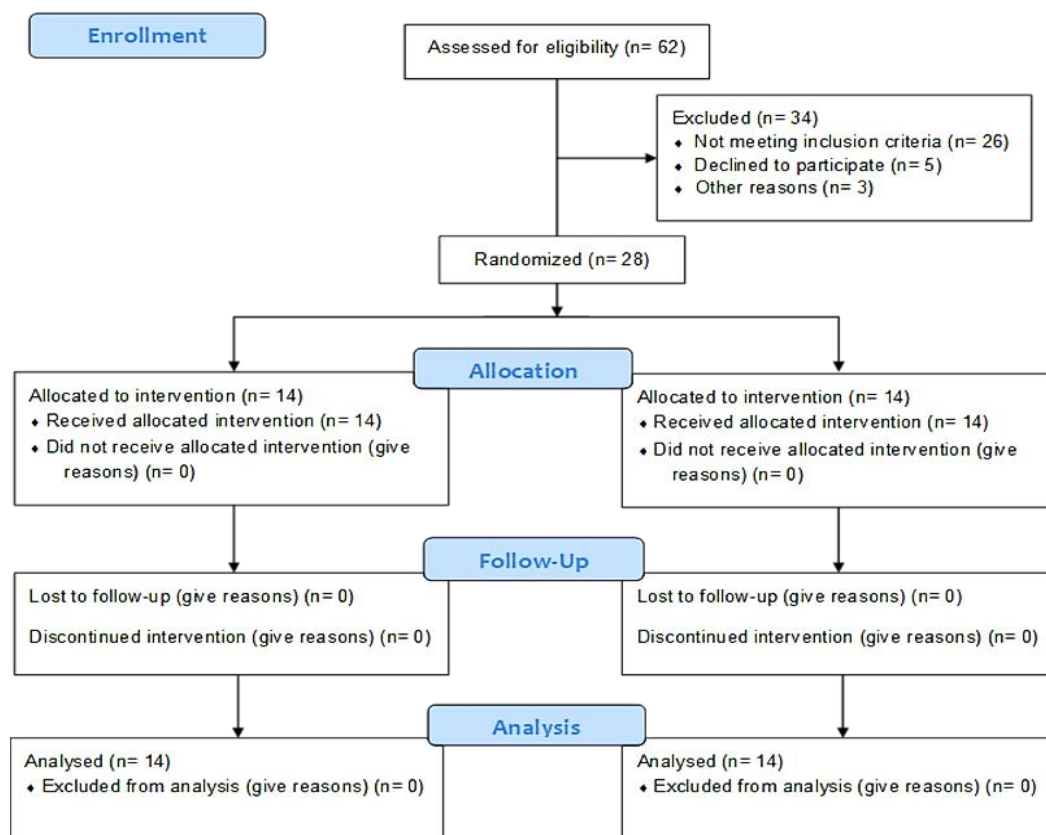 Enrollment
Assessed for eligibility (n= 62)
Excluded (n= 34)
⬥ Not meeting inclusion criteria (n= 26)
⬥ Declined to participate (n= 5)
⬥ Other reasons (n= 3)
Randomized (n= 28)
Allocation
Allocated to intervention (n= 14)
⬥ Received allocated intervention (n= 14)
⬥ Did not receive allocated intervention (give
reasons) (n= 0)
Allocated to intervention (n= 14)
⬥ Received allocated intervention (n= 14)
⬥ Did not receive allocated intervention (give
reasons) (n= 0)
Follow-Up
Lost to follow-up (give reasons) (n= 0)
Discontinued intervention (give reasons) (n= 0)
Lost to follow-up (give reasons) (n= 0)
Discontinued intervention (give reasons) (n= 0)
Analysis
Analysed (n= 14)
⬥ Excluded from analysis (give reasons) (n= 0)
Analysed (n= 14)
⬥ Excluded from analysis (give reasons) (n= 0)